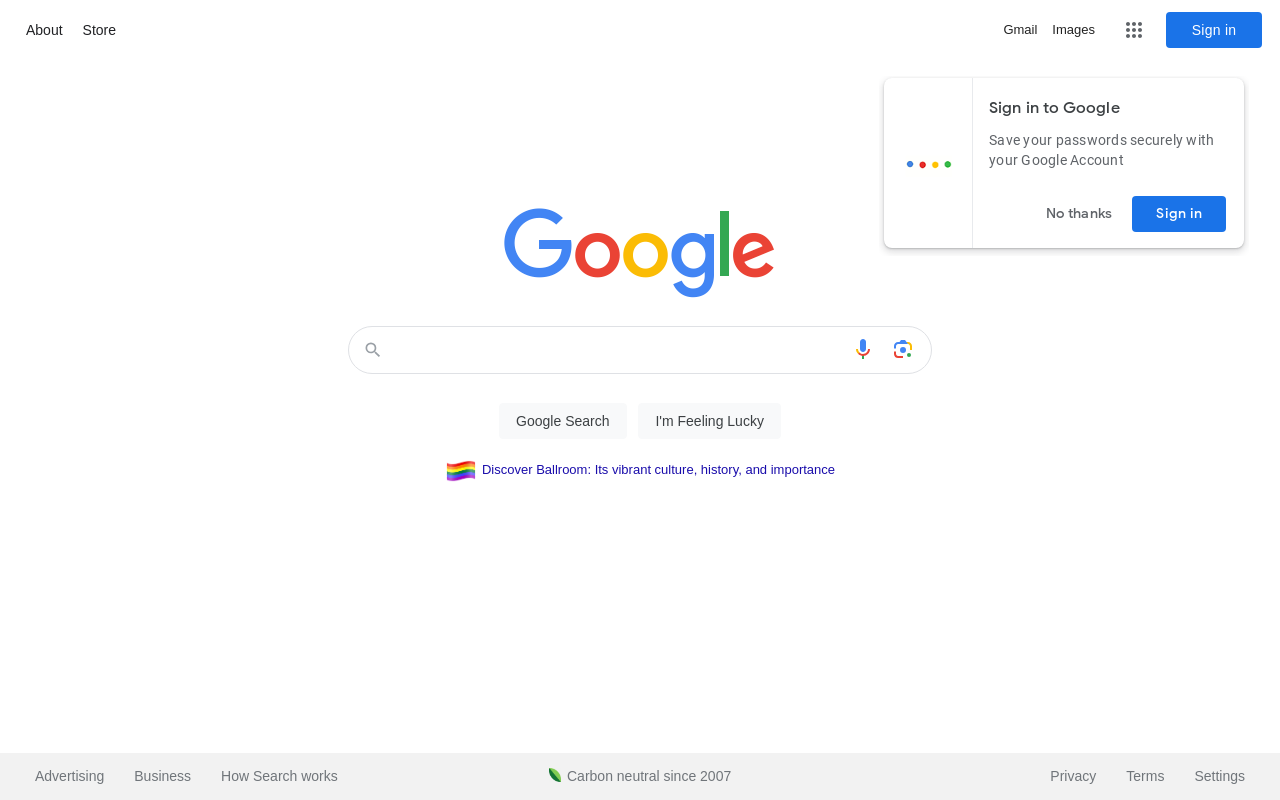 About Store Gmail Images Sign in
Sign in to Google
Save your passwords securely with
your Google Account
No thanks Sign in
Google
Google Search I'm Feeling Lucky
Discover Ballroom: Its vibrant culture, history, and importance
Advertising Business How Search works Carbon neutral since 2007 Privacy Terms Settings